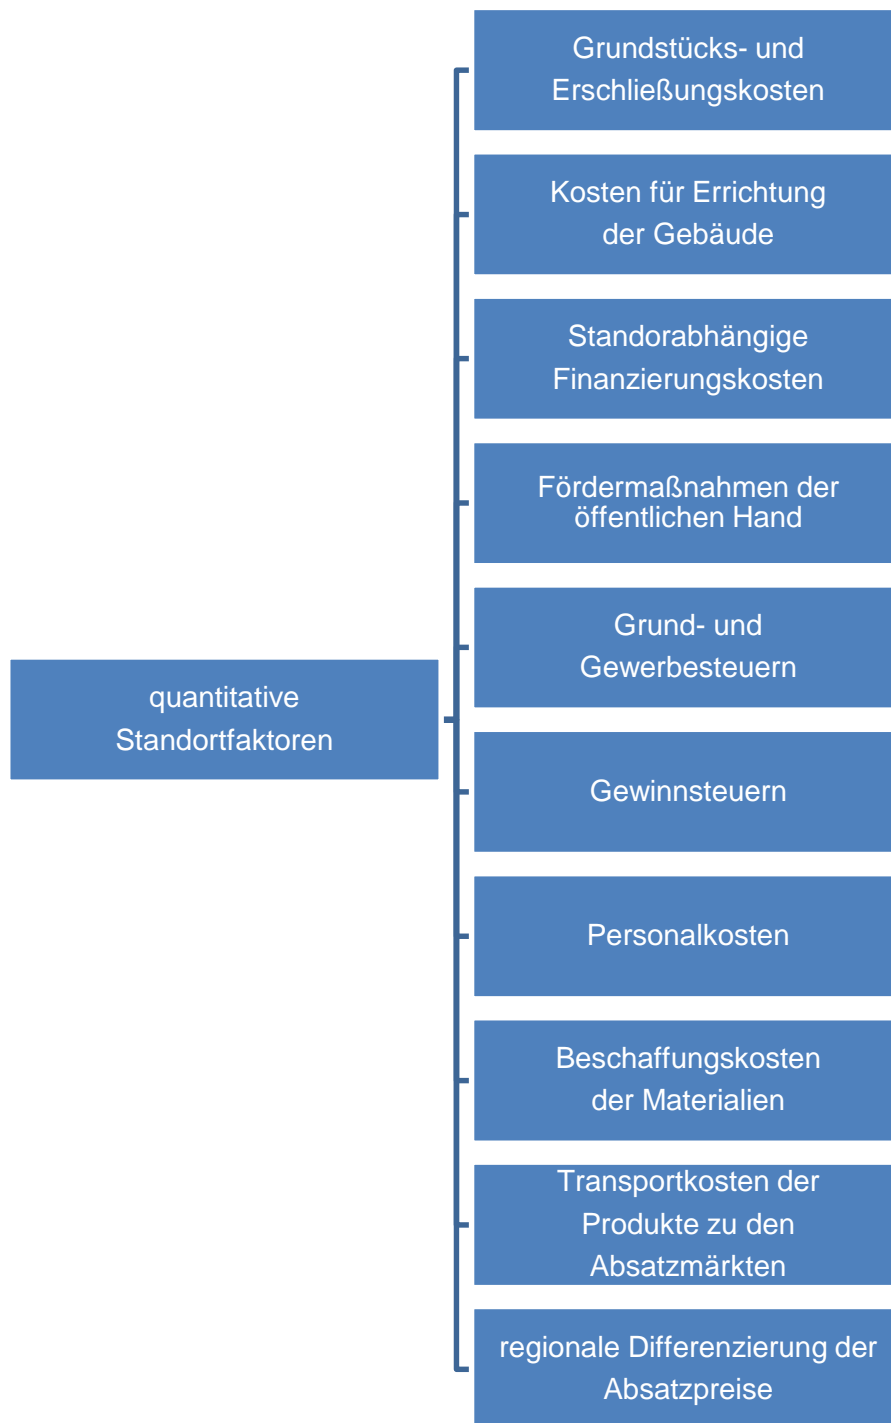 Grundstücks- und
Erschließungskosten
Kosten für Errichtung
der Gebäude
Standorabhängige
Finanzierungskosten
Fördermaßnahmen der
öffentlichen Hand
Grund- und
Gewerbesteuern
quantitative
Standortfaktoren
Gewinnsteuern
Personalkosten
Beschaffungskosten
der Materialien
Transportkosten der
Produkte zu den
Absatzmärkten
regionale Differenzierung der
Absatzpreise